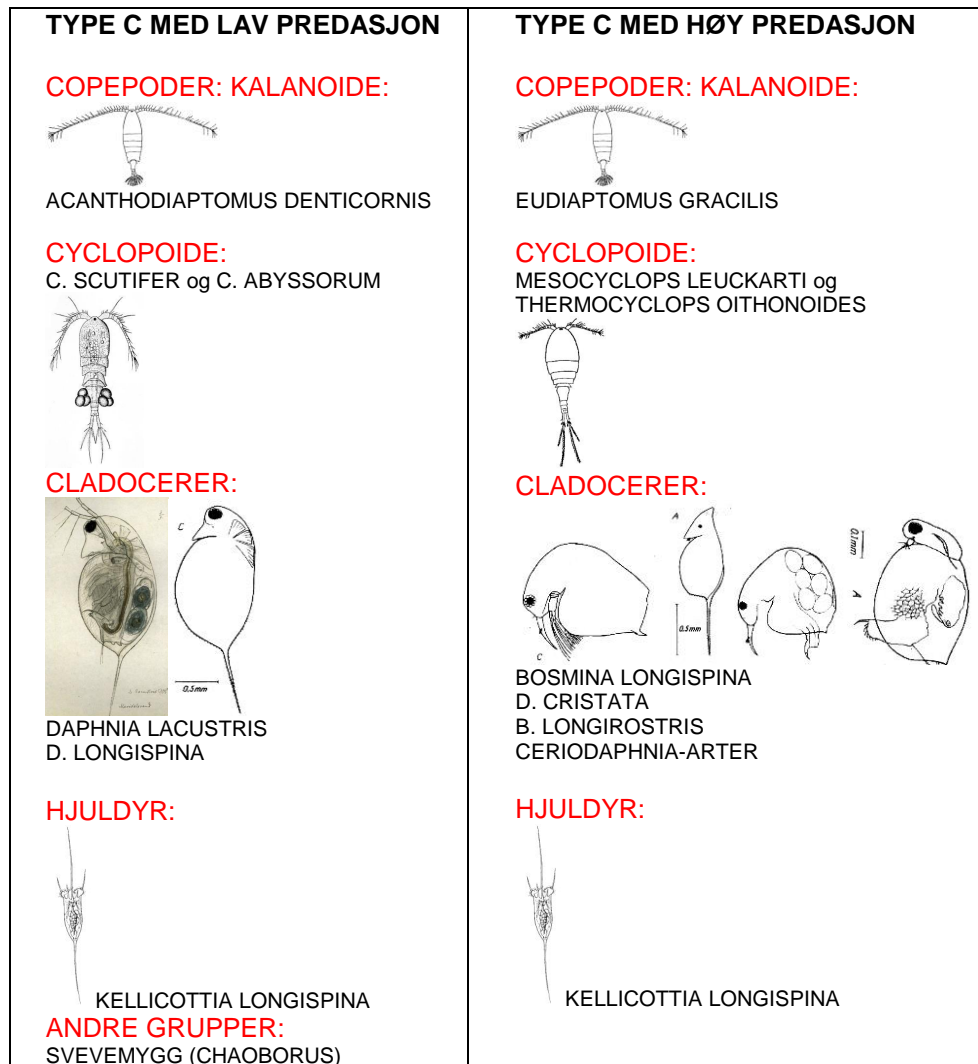 TYPE C MED LAV PREDASJON
COPEPODER: KALANOIDE:
ACANTHODIAPTOMUS DENTICORNIS
CYCLOPOIDE:
C. SCUTIFER og C. ABYSSORUM
CLADOCERER:
C
0.5mm
DAPHNIA LACUSTRIS
D. LONGISPINA
HJULDYR:
KELLICOTTIA LONGISPINA
ANDRE GRUPPER:
SVEVEMYGG (CHAOBORUS)
TYPE C MED HØY PREDASJON
COPEPODER: KALANOIDE:
EUDIAPTOMUS GRACILIS
CYCLOPOIDE:
MESOCYCLOPS LEUCKARTI og
THERMOCYCLOPS OITHONOIDES
CLADOCERER:
C
A
0.5mm
0.1mm
A
BOSMINA LONGISPINA
D. CRISTATA
B. LONGIROSTRIS
CERIODAPHNIA-ARTER
HJULDYR:
KELLICOTTIA LONGISPINA